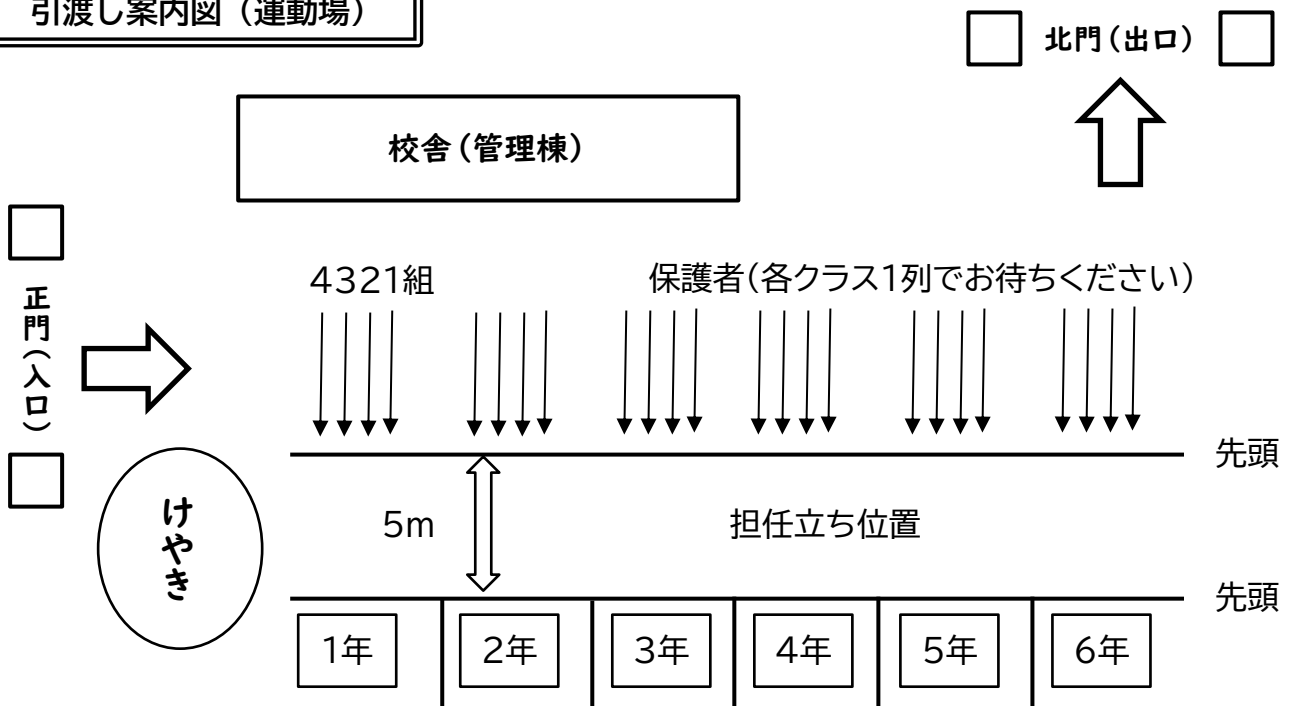 引渡し案内図（運動場）
北門（出口）
校舎（管理棟）
正門（入口）
4321組
保護者（各クラス1列でお待ちください）
先頭
けやき
5m
担任立ち位置
先頭
1年
2年
3年
4年
5年
6年